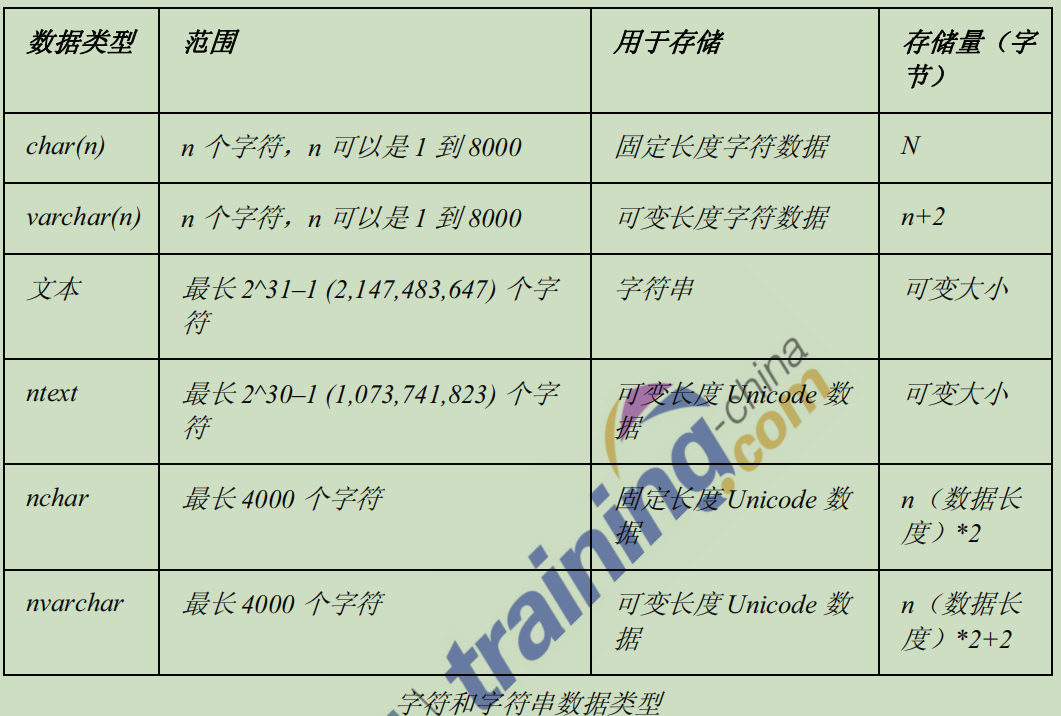 数据类型 范围 用于存储 存储量（字
节）
char(n) n 个字符，n 可以是 1 到 8000 固定长度字符数据 N
varchar(n) n 个字符，n 可以是 1 到 8000 可变长度字符数据 n+2
文本 最长 2^31–1 (2,147,483,647) 个字 字符串 可变大小
符
ntext 最长 2^30–1 (1,073,741,823) 个字 可变长度 Unicode 数 可变大小
符 据
nchar 最长 4000 个字符 固定长度 Unicode 数 n（数据长
据 度）*2
nvarchar 最长 4000 个字符 可变长度 Unicode 数 n（数据长
据 度）*2+2
字符和字符串数据类型
training-china
.com